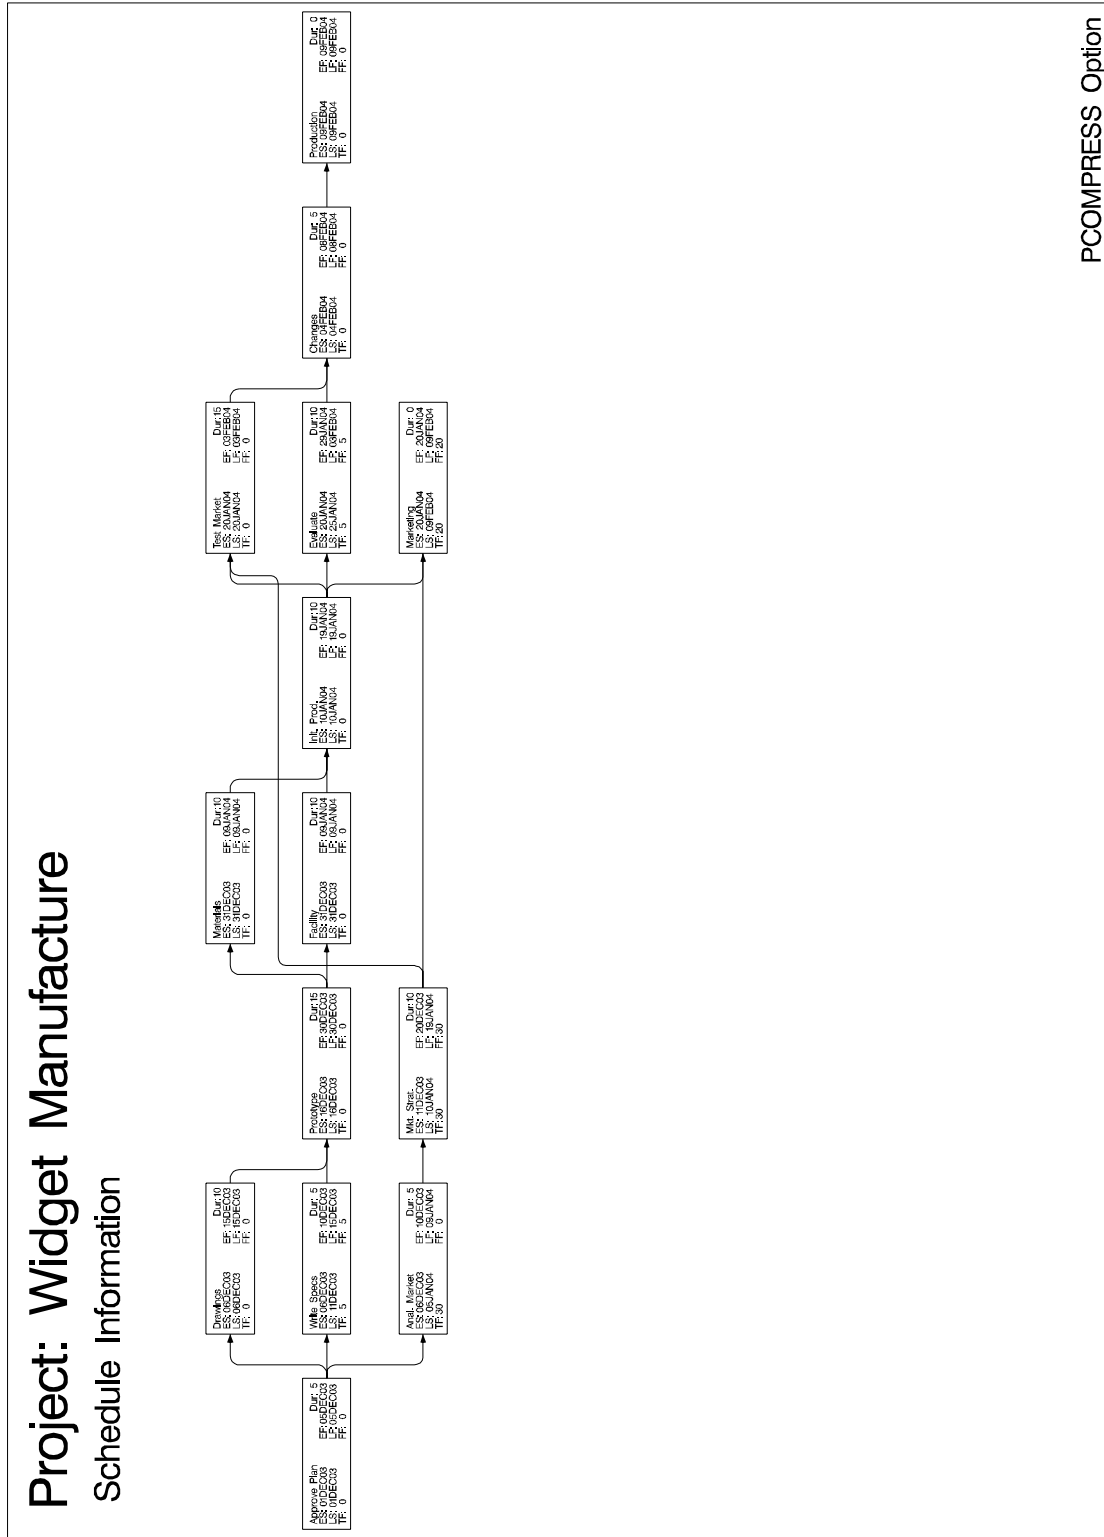 Project: Widget Manufacture
Schedule Information
Approve Plan Dur: 5
ES: 01DEC03 EF: 05DEC03
LS: 01DEC03 LF: 05DEC03
TF: 0 FF: 0
Drawings Dur:10
ES: 06DEC03 EF: 15DEC03
LS: 06DEC03 LF: 15DEC03
TF: 0 FF: 0
Write Specs Dur: 5
ES: 06DEC03 EF: 10DEC03
LS: 11DEC03 LF: 15DEC03
TF: 5 FF: 5
Anal. Market Dur: 5
ES: 06DEC03 EF: 10DEC03
LS: 05JAN04 LF: 09JAN04
TF: 30 FF: 0
Prototype Dur:15
ES: 16DEC03 EF: 30DEC03
LS: 16DEC03 LF: 30DEC03
TF: 0 FF: 0
Mkt. Strat. Dur:10
ES: 11DEC03 EF: 20DEC03
LS: 10JAN04 LF: 19JAN04
TF: 30 FF: 30
Materials Dur:10
ES: 31DEC03 EF: 09JAN04
LS: 31DEC03 LF: 09JAN04
TF: 0 FF: 0
Facility Dur:10
ES: 31DEC03 EF: 09JAN04
LS: 31DEC03 LF: 09JAN04
TF: 0 FF: 0
Init. Prod. Dur:10
ES: 10JAN04 EF: 19JAN04
LS: 10JAN04 LF: 19JAN04
TF: 0 FF: 0
Test Market Dur:15
ES: 20JAN04 EF: 03FEB04
LS: 20JAN04 LF: 03FEB04
TF: 0 FF: 0
Evaluate Dur:10
ES: 20JAN04 EF: 29JAN04
LS: 25JAN04 LF: 03FEB04
TF: 5 FF: 5
Marketing Dur: 0
ES: 20JAN04 EF: 20JAN04
LS: 09FEB04 LF: 09FEB04
TF: 20 FF: 20
Changes Dur: 5
ES: 04FEB04 EF: 08FEB04
LS: 04FEB04 LF: 08FEB04
TF: 0 FF: 0
Production Dur: 0
ES: 09FEB04 EF: 09FEB04
LS: 09FEB04 LF: 09FEB04
TF: 0 FF: 0
PCOMPRESS Option